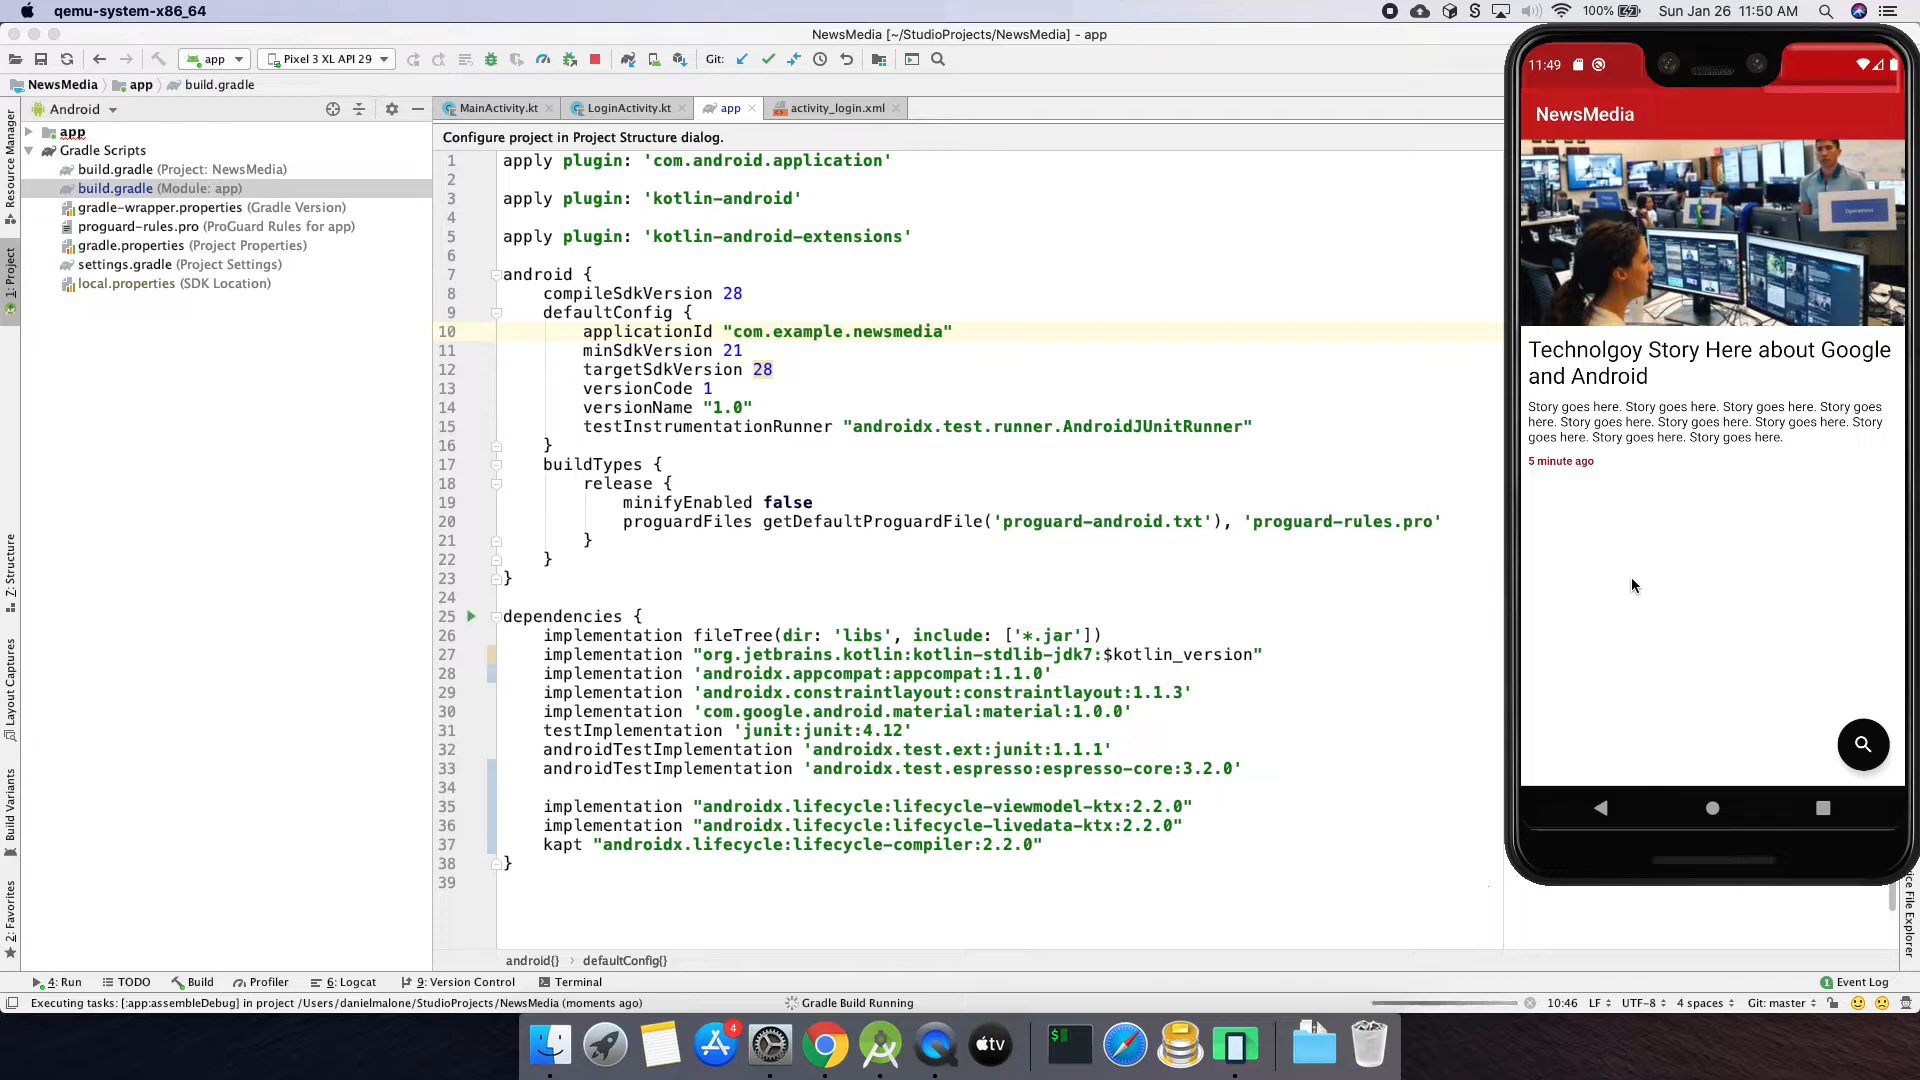 qemu-system-x86_64
100%
Sun Jan 26 11:50 AM
NewsMedia [~/StudioProjects/NewsMedia] - app
app
Pixel 3 XL API 29
Git:
NewsMedia
app
build.gradle
Android
MainActivity.kt
LoginActivity.kt
app
activity_login.xml
Configure project in Project Structure dialog.
app
Gradle Scripts
build.gradle (Project: NewsMedia)
build.gradle (Module: app)
gradle-wrapper.properties (Gradle Version)
proguard-rules.pro (ProGuard Rules for app)
gradle.properties (Project Properties)
settings.gradle (Project Settings)
local.properties (SDK Location)
Resource Manager
1: Project
Z: Structure
Layout Captures
Build Variants
2: Favorites
1 apply plugin: 'com.android.application'
2
3 apply plugin: 'kotlin-android'
4
5 apply plugin: 'kotlin-android-extensions'
6
7 android {
8 compileSdkVersion 28
9 defaultConfig {
10 applicationId "com.example.newsmedia"
11 minSdkVersion 21
12 targetSdkVersion 28
13 versionCode 1
14 versionName "1.0"
15 testInstrumentationRunner "androidx.test.runner.AndroidJUnitRunner"
16 }
17 buildTypes {
18 release {
19 minifyEnabled false
20 proguardFiles getDefaultProguardFile('proguard-android.txt'), 'proguard-rules.pro'
21 }
22 }
23 }
24
25 dependencies {
26 implementation fileTree(dir: 'libs', include: ['*.jar'])
27 implementation "org.jetbrains.kotlin:kotlin-stdlib-jdk7:$kotlin_version"
28 implementation 'androidx.appcompat:appcompat:1.1.0'
29 implementation 'androidx.constraintlayout:constraintlayout:1.1.3'
30 implementation 'com.google.android.material:material:1.0.0'
31 testImplementation 'junit:junit:4.12'
32 androidTestImplementation 'androidx.test.ext:junit:1.1.1'
33 androidTestImplementation 'androidx.test.espresso:espresso-core:3.2.0'
34
35 implementation "androidx.lifecycle:lifecycle-viewmodel-ktx:2.2.0"
36 implementation "androidx.lifecycle:lifecycle-livedata-ktx:2.2.0"
37 kapt "androidx.lifecycle:lifecycle-compiler:2.2.0"
38 }
39
android{}
defaultConfig{}
11:49
NewsMedia
Operations
Technolgoy Story Here about Google
and Android
Story goes here. Story goes here. Story goes here. Story goes
here. Story goes here. Story goes here. Story goes here. Story
goes here. Story goes here. Story goes here.
5 minute ago
File Explorer
4: Run
TODO
Build
Profiler
6: Logcat
9: Version Control
Terminal
1 Event Log
Executing tasks: [:app:assembleDebug] in project /Users/danielmalone/StudioProjects/NewsMedia (moments ago)
Gradle Build Running
10:46
LF
UTF-8
4 spaces
Git: master
4
tv